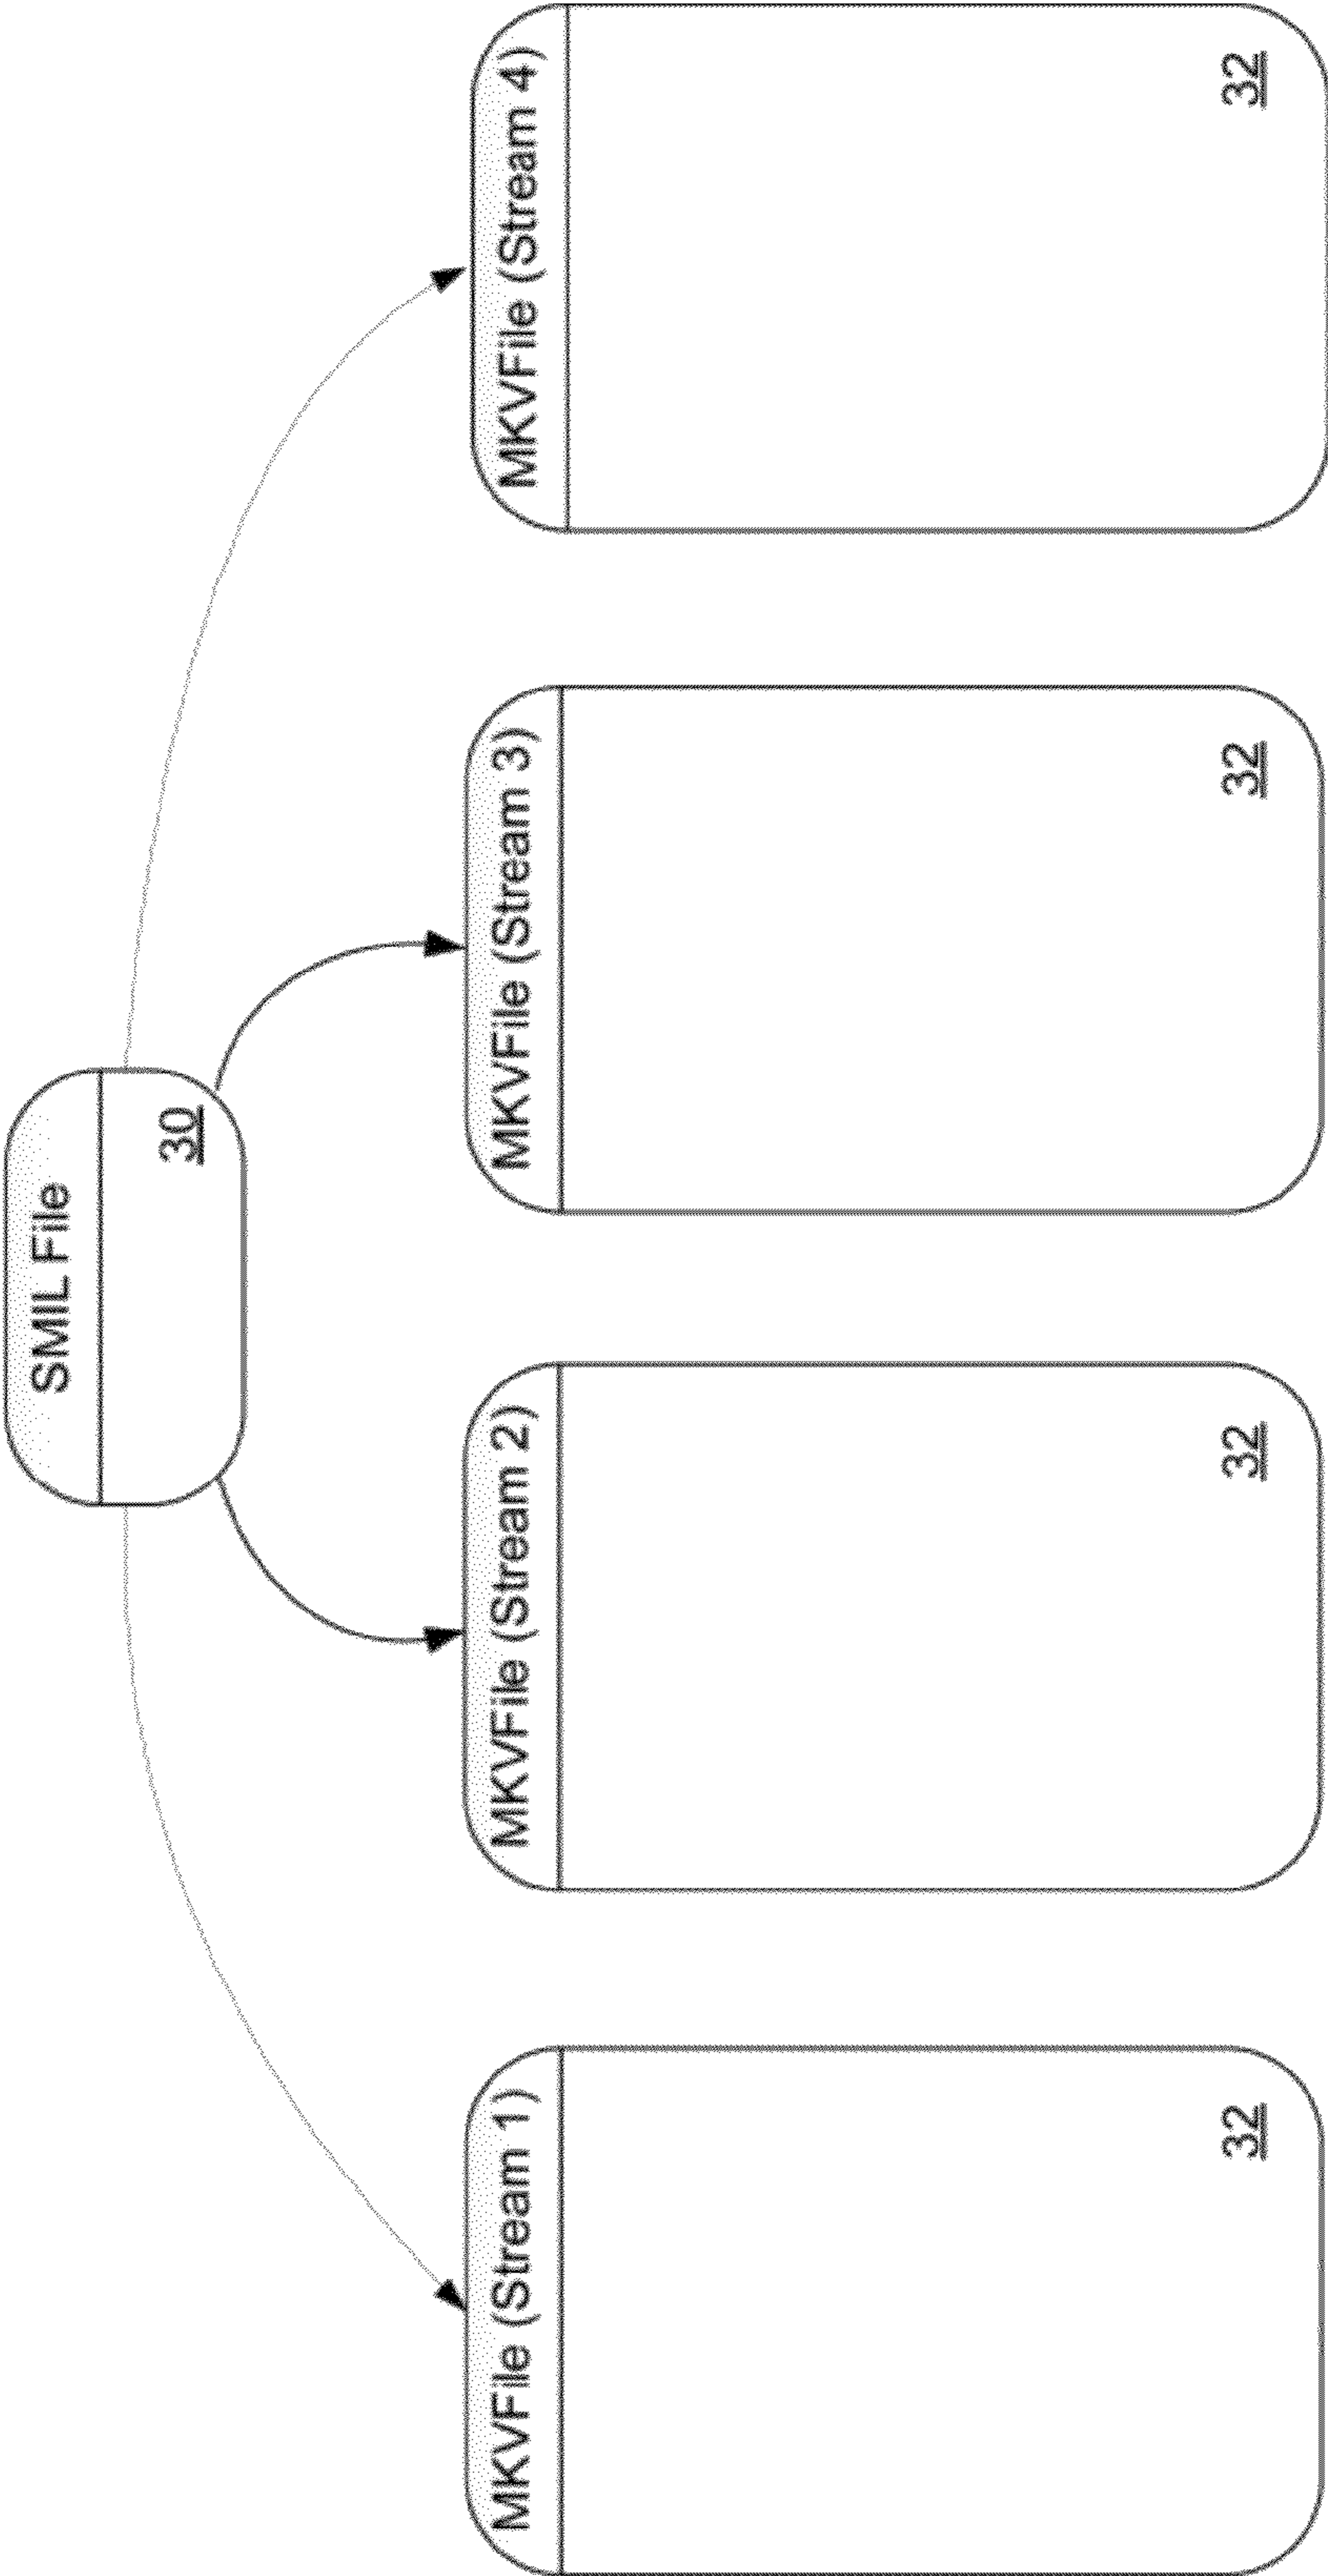 SMIL File
30
MKVFile (Stream 1)
32
MKVFile (Stream 2)
32
MKVFile (Stream 3)
32
MKVFile (Stream 4)
32